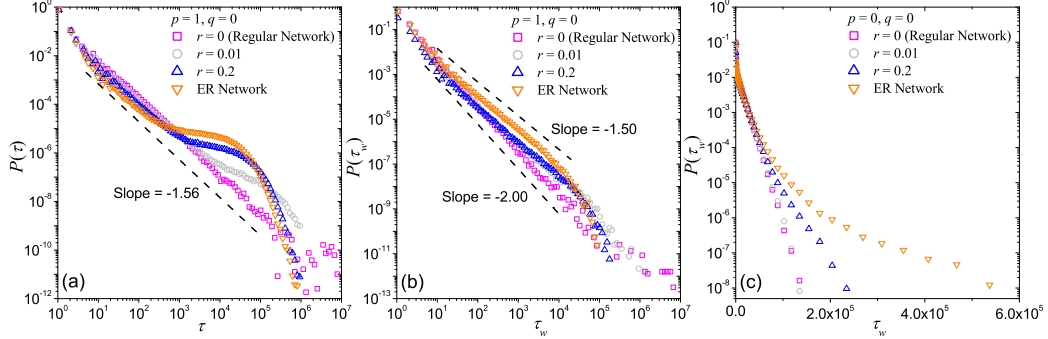 10^0
10^-2
10^-4
10^-6
10^-8
10^-10
10^-12
P(τ)
p = 1, q = 0
r = 0 (Regular Network)
r = 0.01
r = 0.2
ER Network
Slope = -1.56
(a)
10^0 10^1 10^2 10^3 10^4 10^5 10^6 10^7
τ
10^1
10^-1
10^-3
10^-5
10^-7
10^-9
10^-11
10^-13
P(τ_w)
p = 1, q = 0
r = 0 (Regular Network)
r = 0.01
r = 0.2
ER Network
Slope = -1.50
Slope = -2.00
(b)
10^0 10^1 10^2 10^3 10^4 10^5 10^6 10^7
τ_w
10^0
10^-1
10^-2
10^-3
10^-4
10^-5
10^-6
10^-7
10^-8
P(τ_w)
p = 0, q = 0
r = 0 (Regular Network)
r = 0.01
r = 0.2
ER Network
(c)
0.0 2.0x10^5 4.0x10^5 6.0x10^5
τ_w